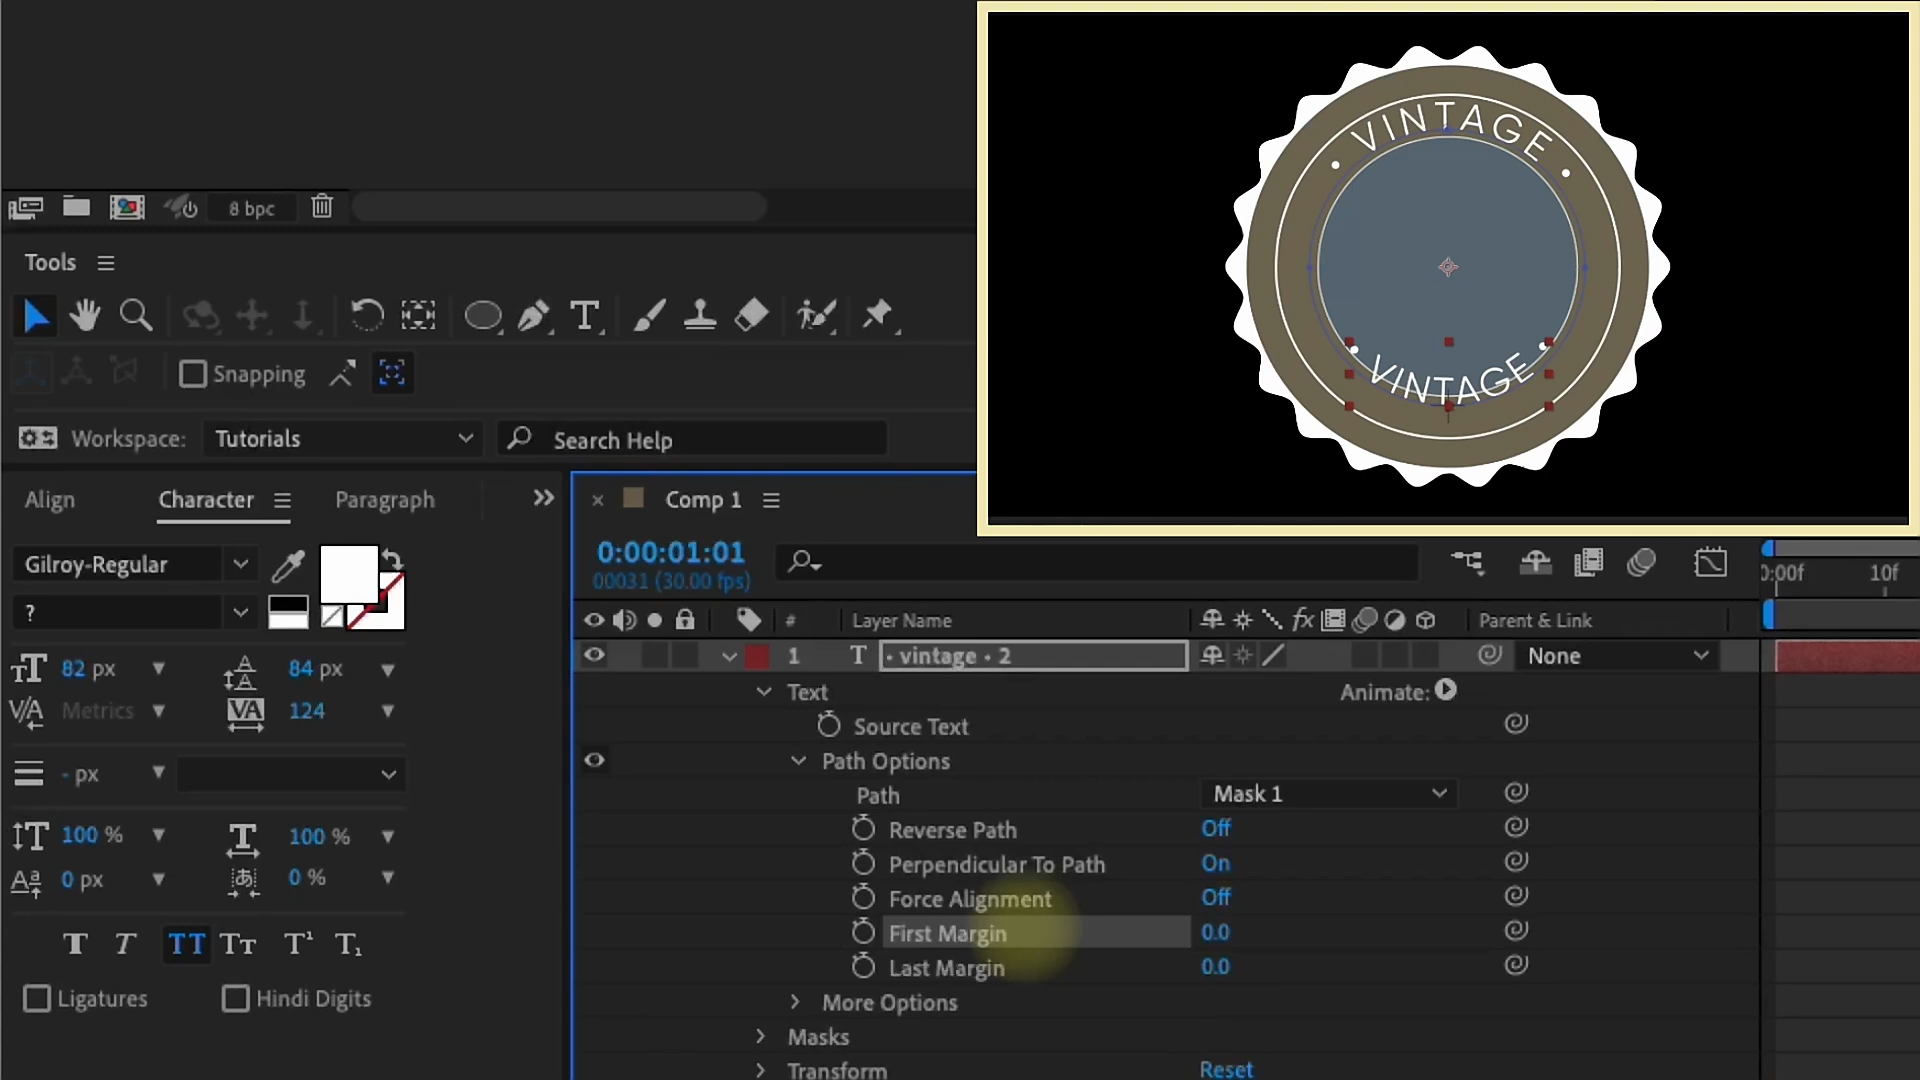 VINTAGE
VINTAGE
8 bpc
Tools
Snapping
Workspace: Tutorials Search Help
Align Character Paragraph
Gilroy-Regular
?
82 px 84 px
Metrics 124
- px
100 % 100 %
0 px 0 %
Ligatures Hindi Digits
Comp 1
0:00:01:01
00031 (30.00 fps)
0:00f 10f
# Layer Name fx Parent & Link
1 T • vintage • 2 None
Text Animate:
Source Text
Path Options
Path Mask 1
Reverse Path Off
Perpendicular To Path On
Force Alignment Off
First Margin 0.0
Last Margin 0.0
More Options
Masks
Transform Reset